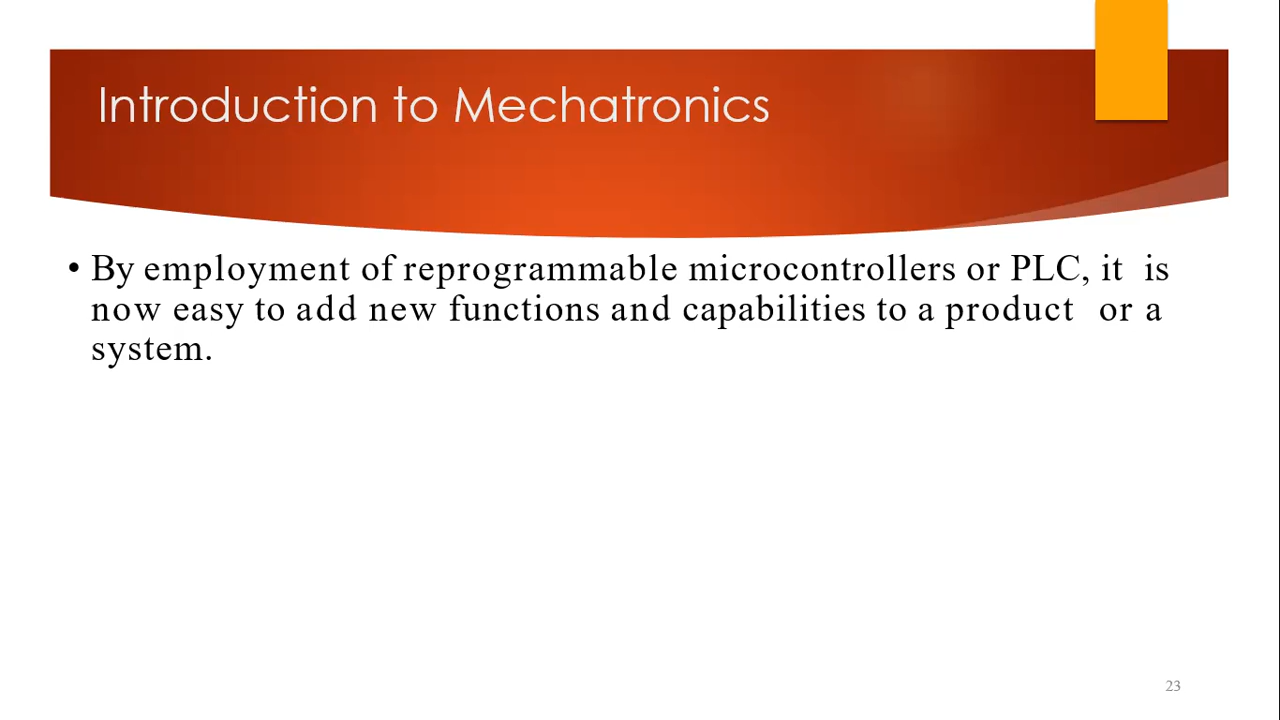 Introduction to Mechatronics
• By employment of reprogrammable microcontrollers or PLC, it is
now easy to add new functions and capabilities to a product or a
system.
23